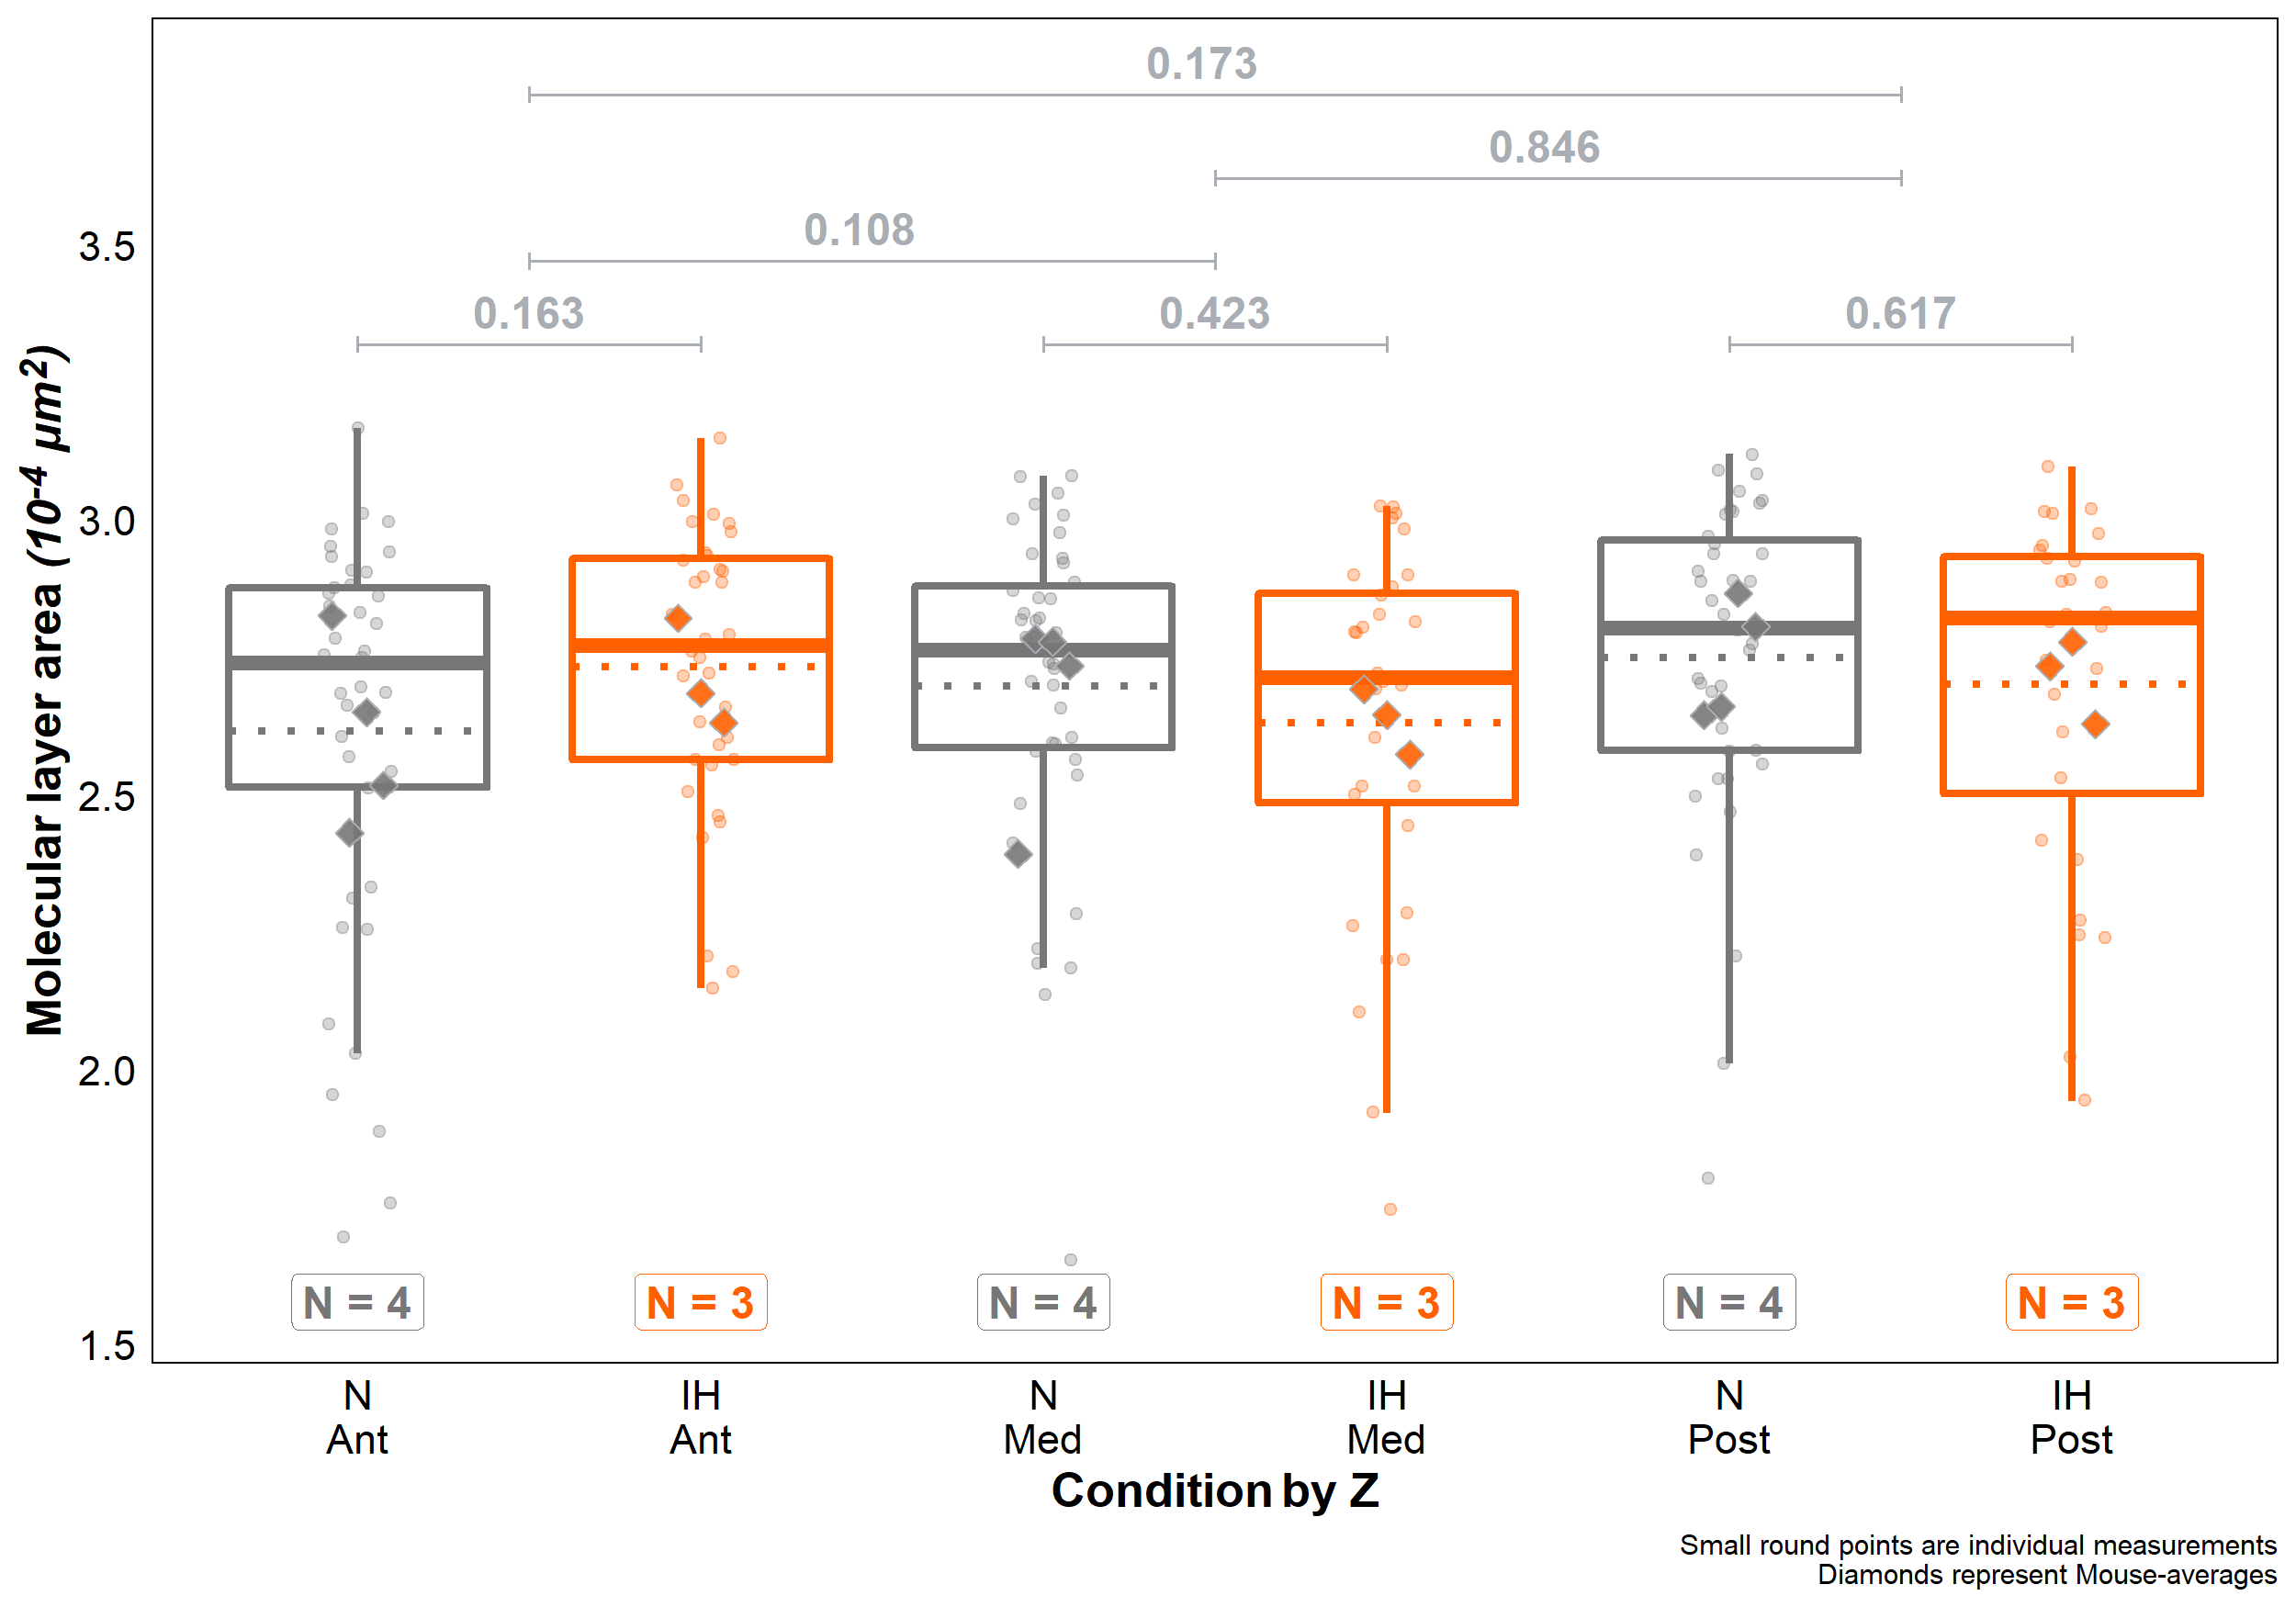 0.173
0.846
0.108
0.163 0.423 0.617
3.5
3.0
2.5
2.0
1.5
Molecular layer area (10⁻⁴ µm²)
N = 4 N = 3 N = 4 N = 3 N = 4 N = 3
N IH N IH N IH
Ant Ant Med Med Post Post
Condition by Z
Small round points are individual measurements
Diamonds represent Mouse-averages